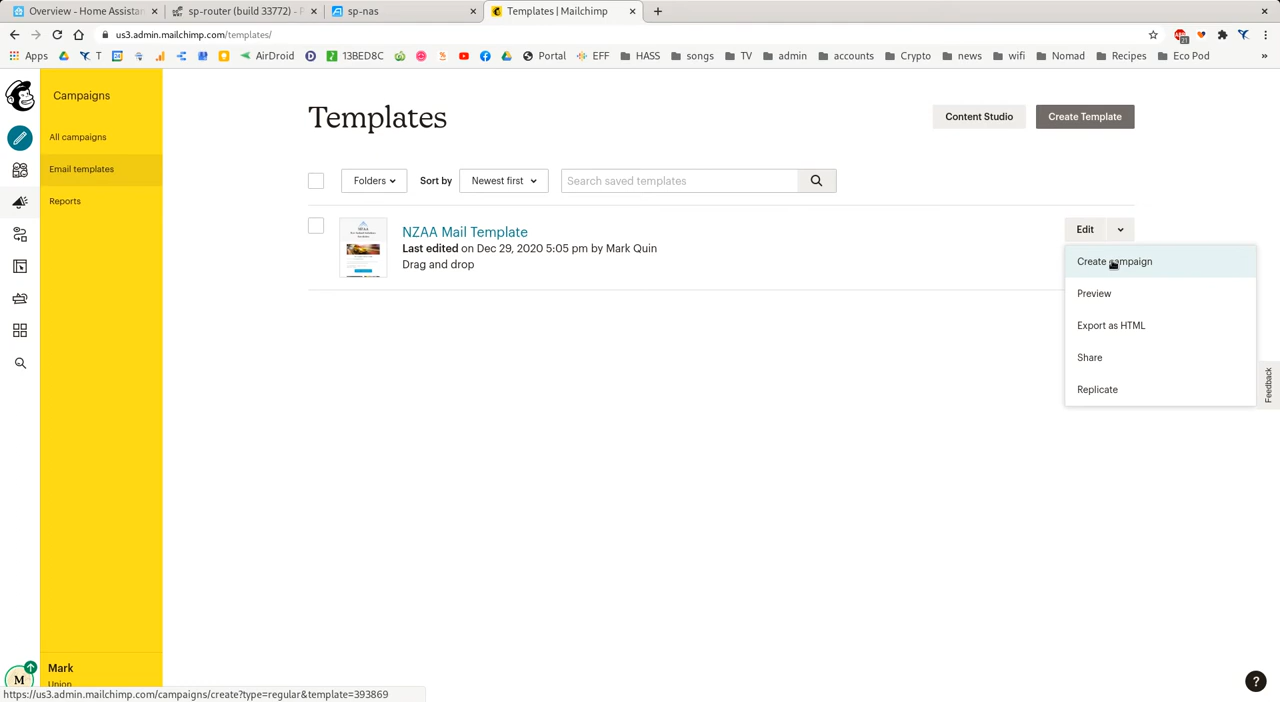 Overview - Home Assistan
sp-router (build 33772) -
sp-nas
Templates | Mailchimp
us3.admin.mailchimp.com/templates/
Apps
T
AirDroid
13BED8C
Portal
EFF
HASS
songs
TV
admin
accounts
Crypto
news
wifi
Nomad
Recipes
Eco Pod
Campaigns
All campaigns
Email templates
Reports
Templates
Content Studio
Create Template
Folders
Sort by
Newest first
Search saved templates
NZAA Mail Template
Last edited on Dec 29, 2020 5:05 pm by Mark Quin
Drag and drop
Edit
Create campaign
Preview
Export as HTML
Share
Replicate
Feedback
Mark
Union
M
https://us3.admin.mailchimp.com/campaigns/create?type=regular&template=393869
?